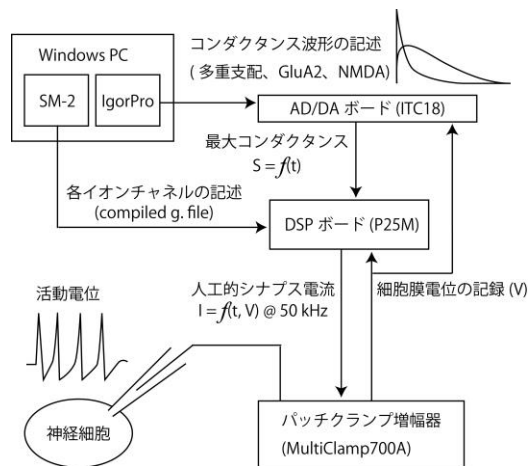 コンダクタンス波形の記述
( 多重支配、GluA2、NMDA)
Windows PC
SM-2
IgorPro
AD/DA ボード (ITC18)
最大コンダクタンス
S = f(t)
各イオンチャネルの記述
(compiled g. file)
DSP ボード (P25M)
活動電位
人工的シナプス電流
I = f(t, V) @ 50 kHz
細胞膜電位の記録 (V)
神経細胞
パッチクランプ増幅器
(MultiClamp700A)